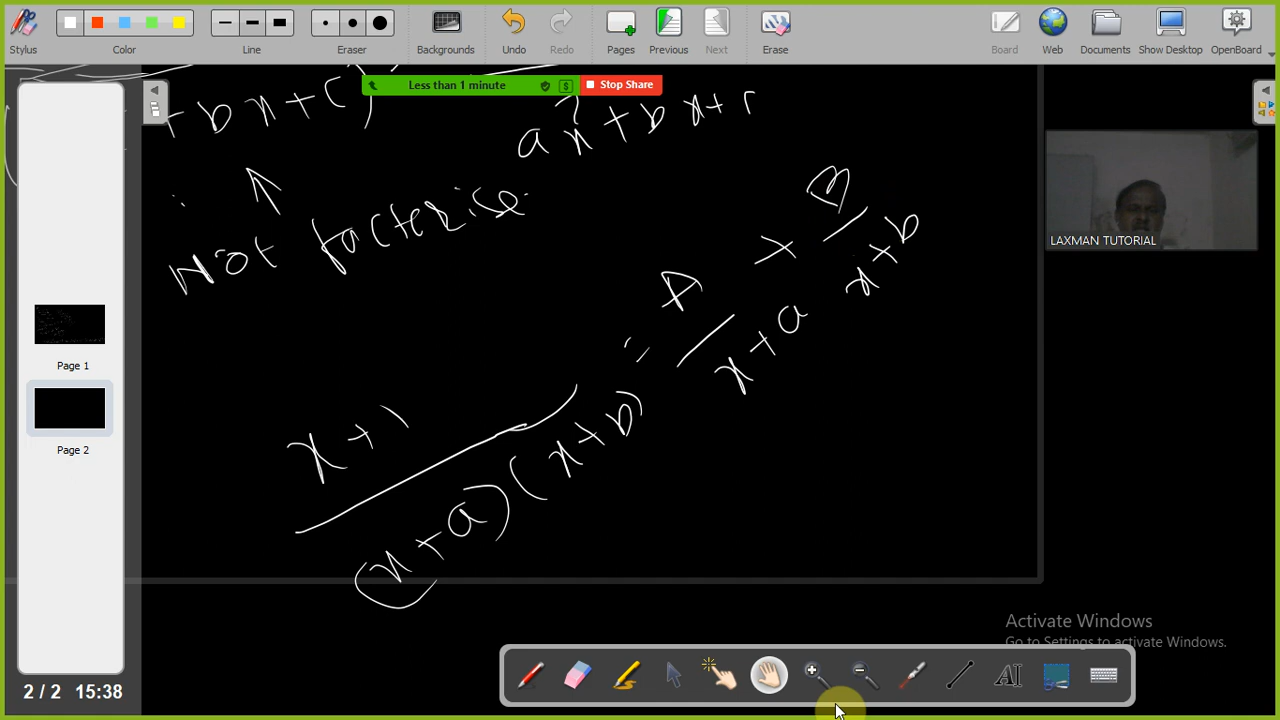 Stylus
Color
Line
Eraser
Backgrounds
Undo
Redo
Pages
Previous
Next
Erase
Board
Web
Documents
Show Desktop
OpenBoard
Less than 1 minute
Stop Share
+ bx + c)
ax² + bx + c
Not facterise.
x+1
(x+a)(x+b)
=
A
x+a
+
B
x+b
LAXMAN TUTORIAL
Page 1
Page 2
2 / 2 15:38
Activate Windows
Go to Settings to activate Windows.
AI